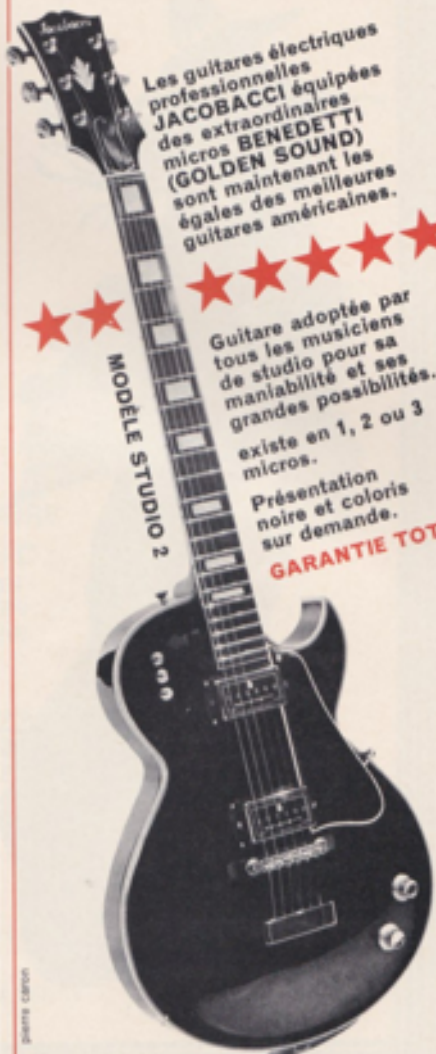 Jacobacci
Les guitares électriques
professionnelles
JACOBACCI équipées
des extraordinaires
micros BENEDETTI
(GOLDEN SOUND)
sont maintenant les
égales des meilleures
guitares américaines.
MODÈLE STUDIO 2
Guitare adoptée par
tous les musiciens
de studio pour sa
maniabilité et ses
grandes possibilités.
existe en 1, 2 ou 3
micros.
Présentation
noire et coloris
sur demande.
GARANTIE TOT
pierre caron